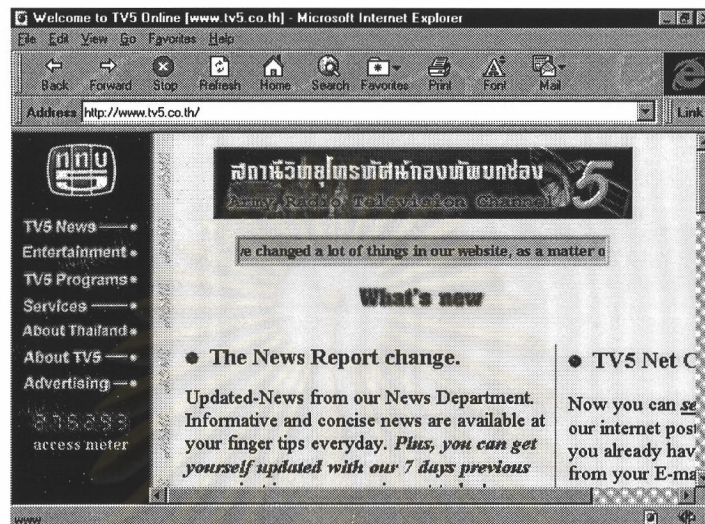 Welcome to TV5 Online [www.tv5.co.th] - Microsoft Internet Explorer
File Edit View Go Favorites Help
Back Forward Stop Refresh Home Search Favorites Print Font Mail
Address http://www.tv5.co.th/ Link
ททบ
5
TV5 News
Entertainment
TV5 Programs
Services
About Thailand
About TV5
Advertising
access meter
สถานีวิทยุโทรทัศน์กองทัพบกช่อง 5
Army Radio Television Channel
ve changed a lot of things in our website, as a matter o
What's new
The News Report change.
Updated-News from our News Department.
Informative and concise news are available at
your finger tips everyday. Plus, you can get
yourself updated with our 7 days previous
TV5 Net C
Now you can se
our internet post
you already hav
from your E-ma
www